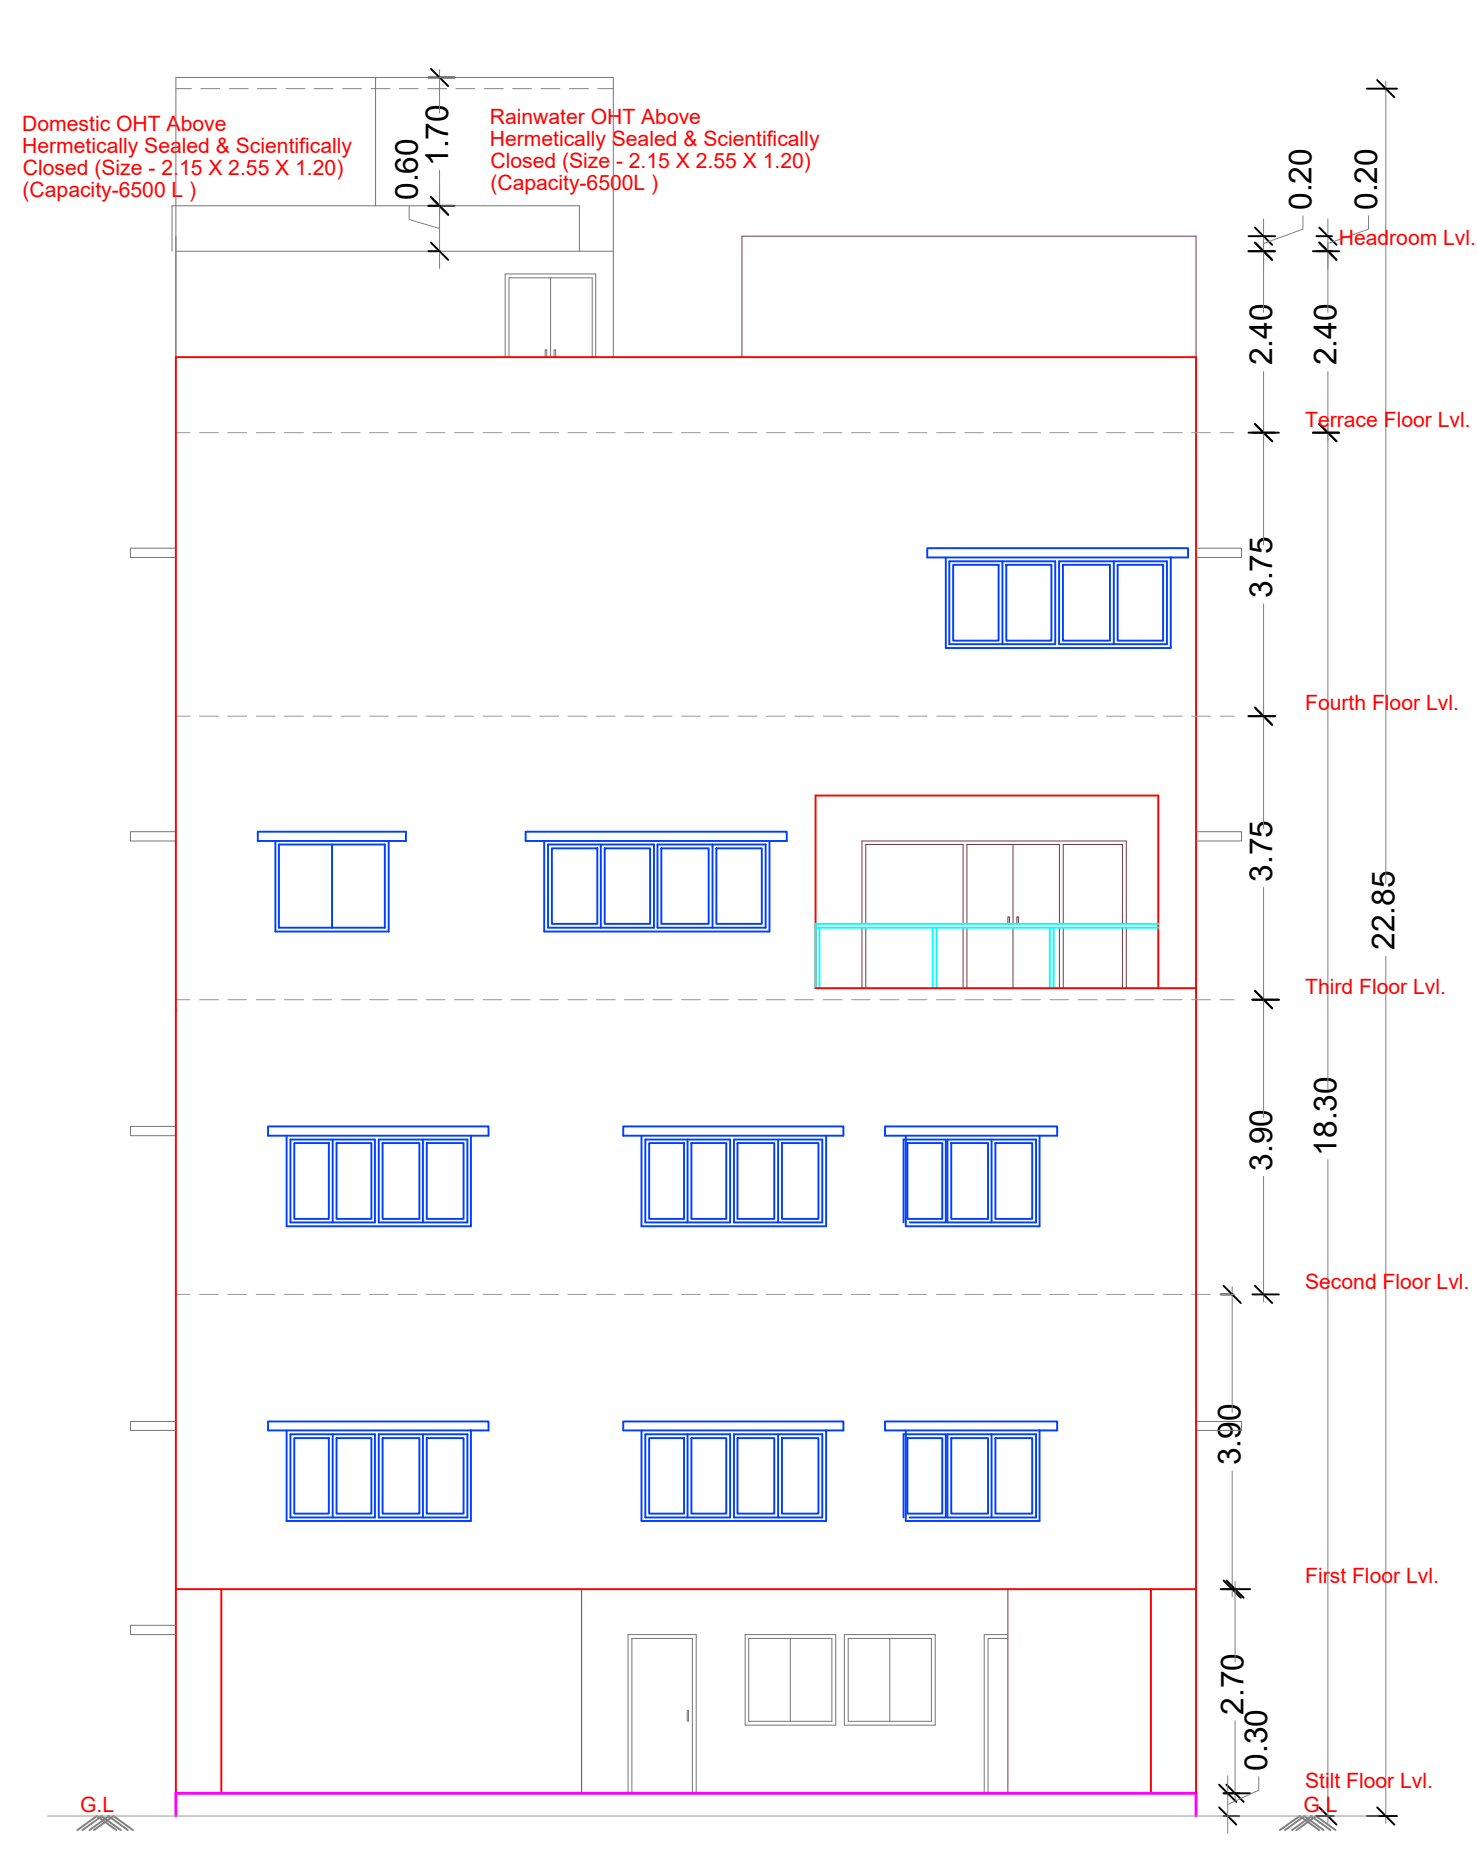 Domestic OHT Above
Hermetically Sealed & Scientifically
Closed (Size - 2.15 X 2.55 X 1.20)
(Capacity-6500 L )
0.60
1.70
Rainwater OHT Above
Hermetically Sealed & Scientifically
Closed (Size - 2.15 X 2.55 X 1.20)
(Capacity-6500L )
0.20
0.20
Headroom Lvl.
2.40
2.40
Terrace Floor Lvl.
3.75
Fourth Floor Lvl.
3.75
22.85
Third Floor Lvl.
3.90
18.30
Second Floor Lvl.
3.90
First Floor Lvl.
2.70
0.30
Stilt Floor Lvl.
G.L
G.L